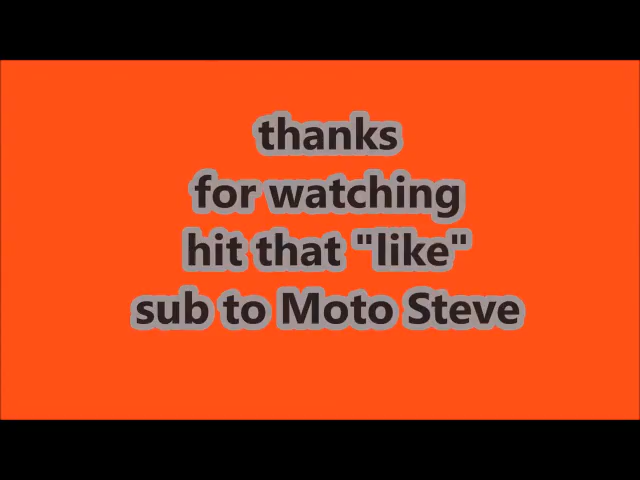 thanks
for watching
hit that "like"
sub to Moto Steve